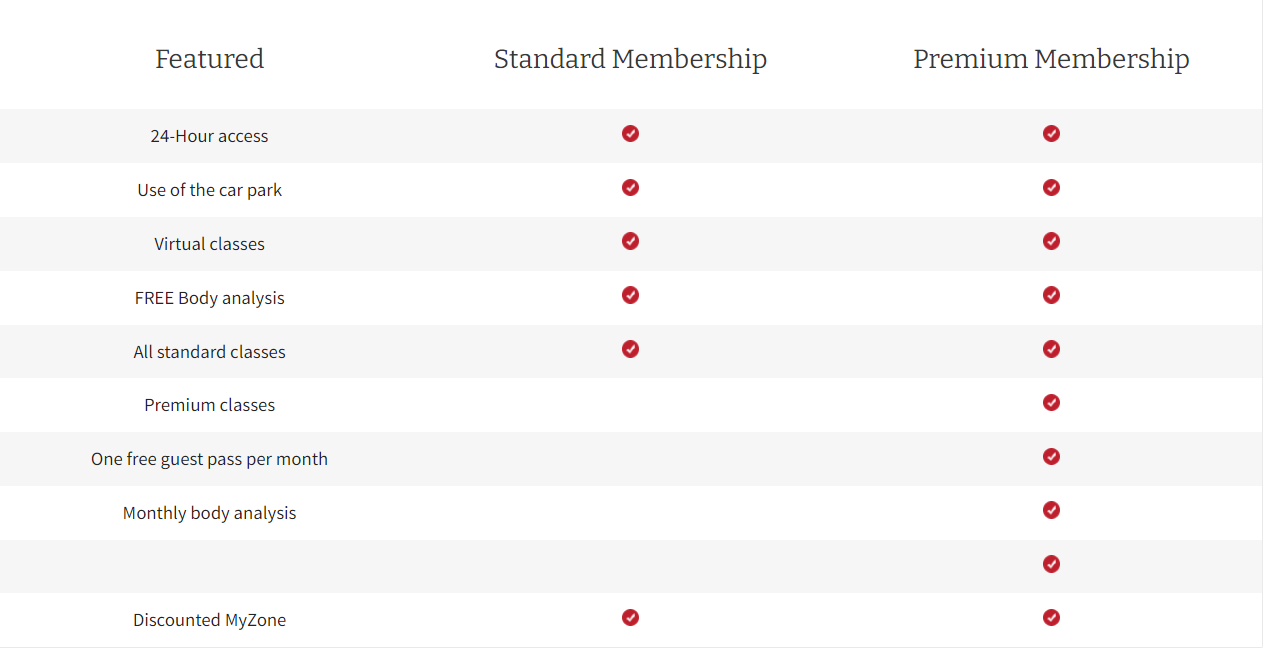 Featured Standard Membership Premium Membership
24-Hour access
Use of the car park
Virtual classes
FREE Body analysis
All standard classes
Premium classes
One free guest pass per month
Monthly body analysis
Discounted MyZone